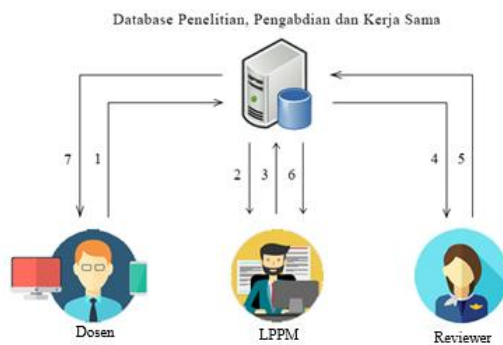 Database Penelitian, Pengabdian dan Kerja Sama
7 1 2 3 6 4 5
Dosen
LPPM
Reviewer